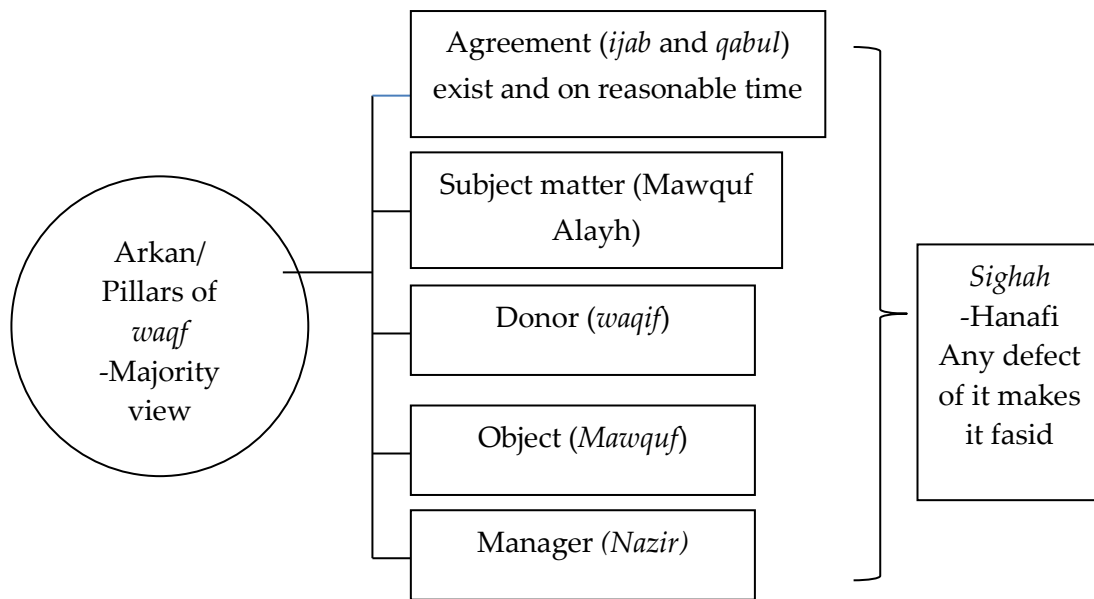 Arkan/
Pillars of
waqf
-Majority
view
Agreement (ijab and qabul)
exist and on reasonable time
Subject matter (Mawquf
Alayh)
Donor (waqif)
Object (Mawquf)
Manager (Nazir)
Sighah
-Hanafi
Any defect
of it makes
it fasid